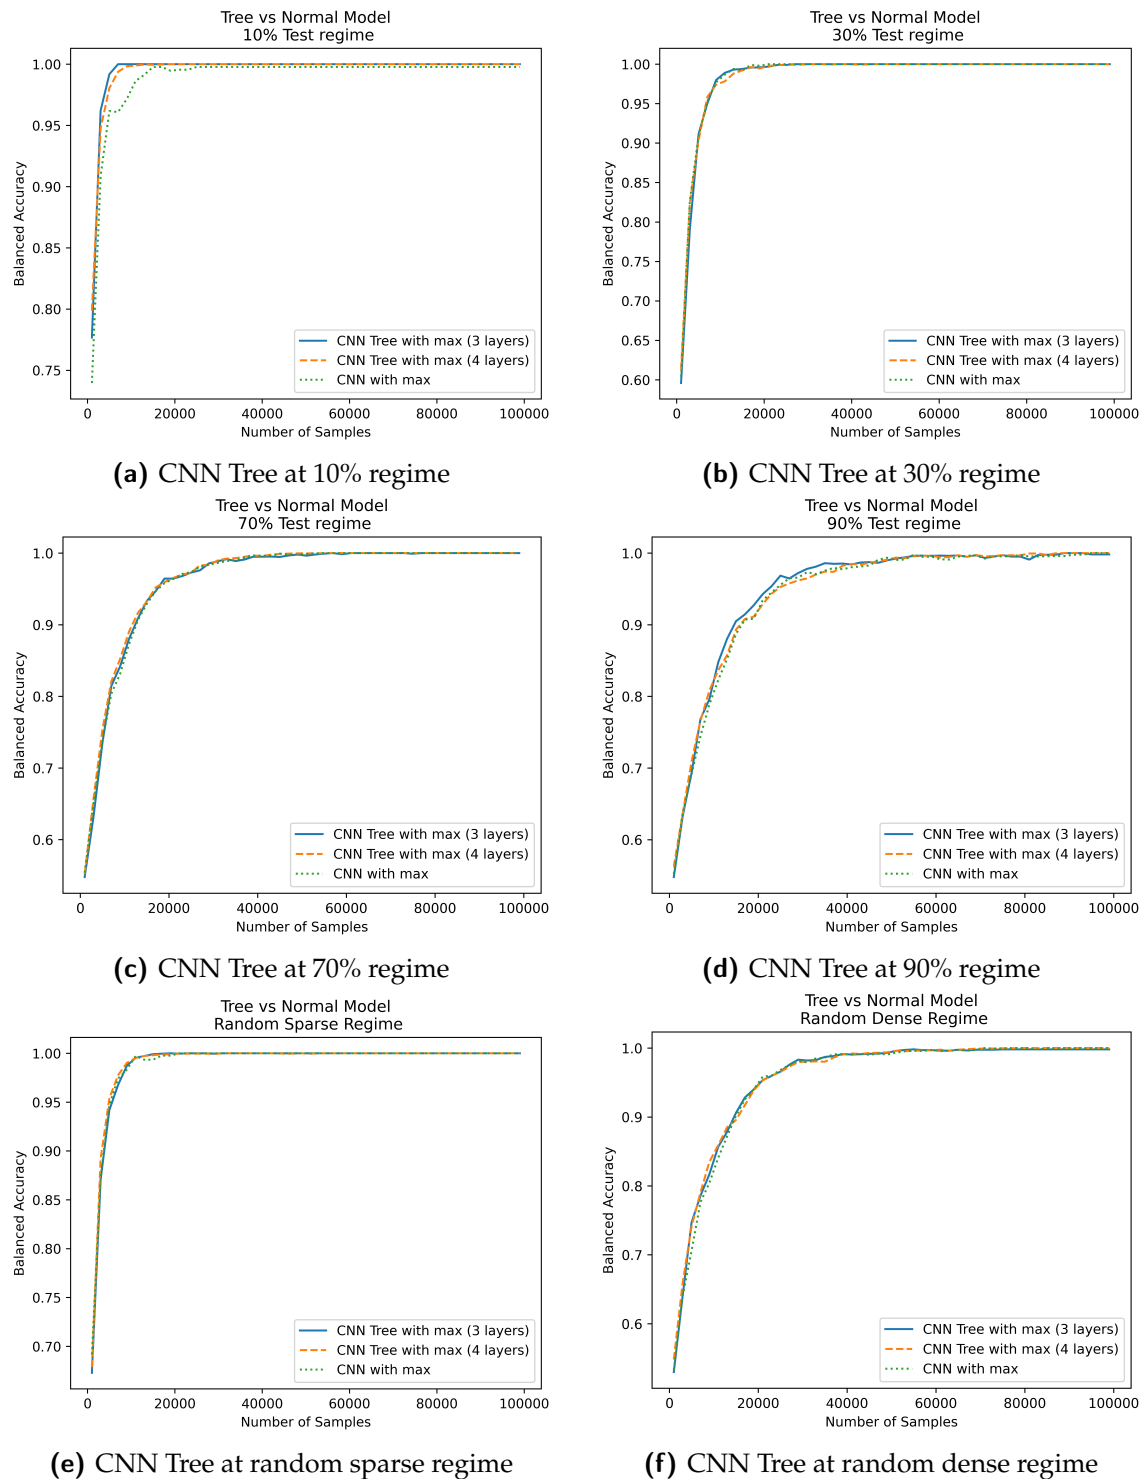 Tree vs Normal Model
10% Test regime
1.00
0.95
0.90
0.85
0.80
0.75
Balanced Accuracy
CNN Tree with max (3 layers)
CNN Tree with max (4 layers)
CNN with max
0 20000 40000 60000 80000 100000
Number of Samples
(a) CNN Tree at 10% regime
Tree vs Normal Model
30% Test regime
1.00
0.95
0.90
0.85
0.80
0.75
0.70
0.65
0.60
Balanced Accuracy
CNN Tree with max (3 layers)
CNN Tree with max (4 layers)
CNN with max
0 20000 40000 60000 80000 100000
Number of Samples
(b) CNN Tree at 30% regime
Tree vs Normal Model
70% Test regime
1.0
0.9
0.8
0.7
0.6
Balanced Accuracy
CNN Tree with max (3 layers)
CNN Tree with max (4 layers)
CNN with max
0 20000 40000 60000 80000 100000
Number of Samples
(c) CNN Tree at 70% regime
Tree vs Normal Model
90% Test regime
1.0
0.9
0.8
0.7
0.6
Balanced Accuracy
CNN Tree with max (3 layers)
CNN Tree with max (4 layers)
CNN with max
0 20000 40000 60000 80000 100000
Number of Samples
(d) CNN Tree at 90% regime
Tree vs Normal Model
Random Sparse Regime
1.00
0.95
0.90
0.85
0.80
0.75
0.70
Balanced Accuracy
CNN Tree with max (3 layers)
CNN Tree with max (4 layers)
CNN with max
0 20000 40000 60000 80000 100000
Number of Samples
(e) CNN Tree at random sparse regime
Tree vs Normal Model
Random Dense Regime
1.0
0.9
0.8
0.7
0.6
Balanced Accuracy
CNN Tree with max (3 layers)
CNN Tree with max (4 layers)
CNN with max
0 20000 40000 60000 80000 100000
Number of Samples
(f) CNN Tree at random dense regime